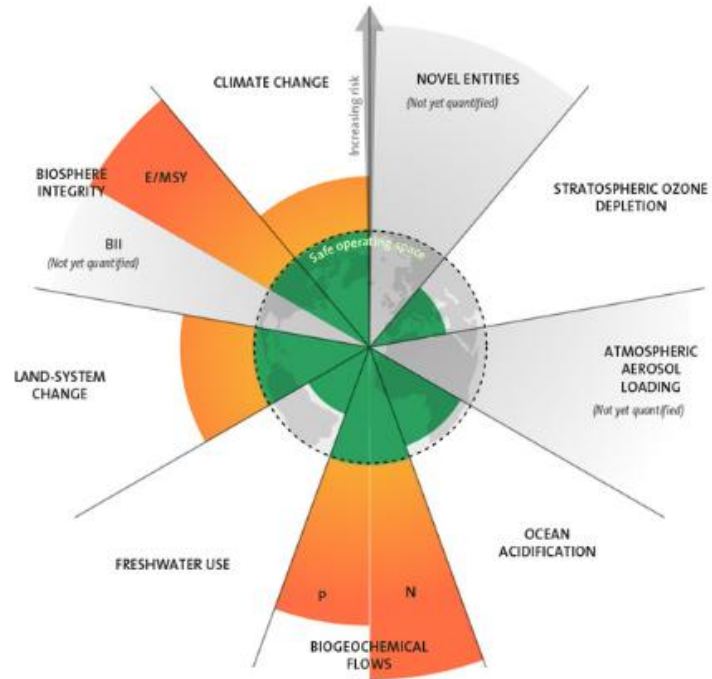 CLIMATE CHANGE
Increasing risk
NOVEL ENTITIES
(Not yet quantified)
STRATOSPHERIC OZONE
DEPLETION
ATMOSPHERIC
AEROSOL
LOADING
(Not yet quantified)
OCEAN
ACIDIFICATION
N
P
BIOGEOCHEMICAL
FLOWS
FRESHWATER USE
LAND-SYSTEM
CHANGE
BIOSPHERE
INTEGRITY
E/MSY
BII
(Not yet quantified)
Safe operating space